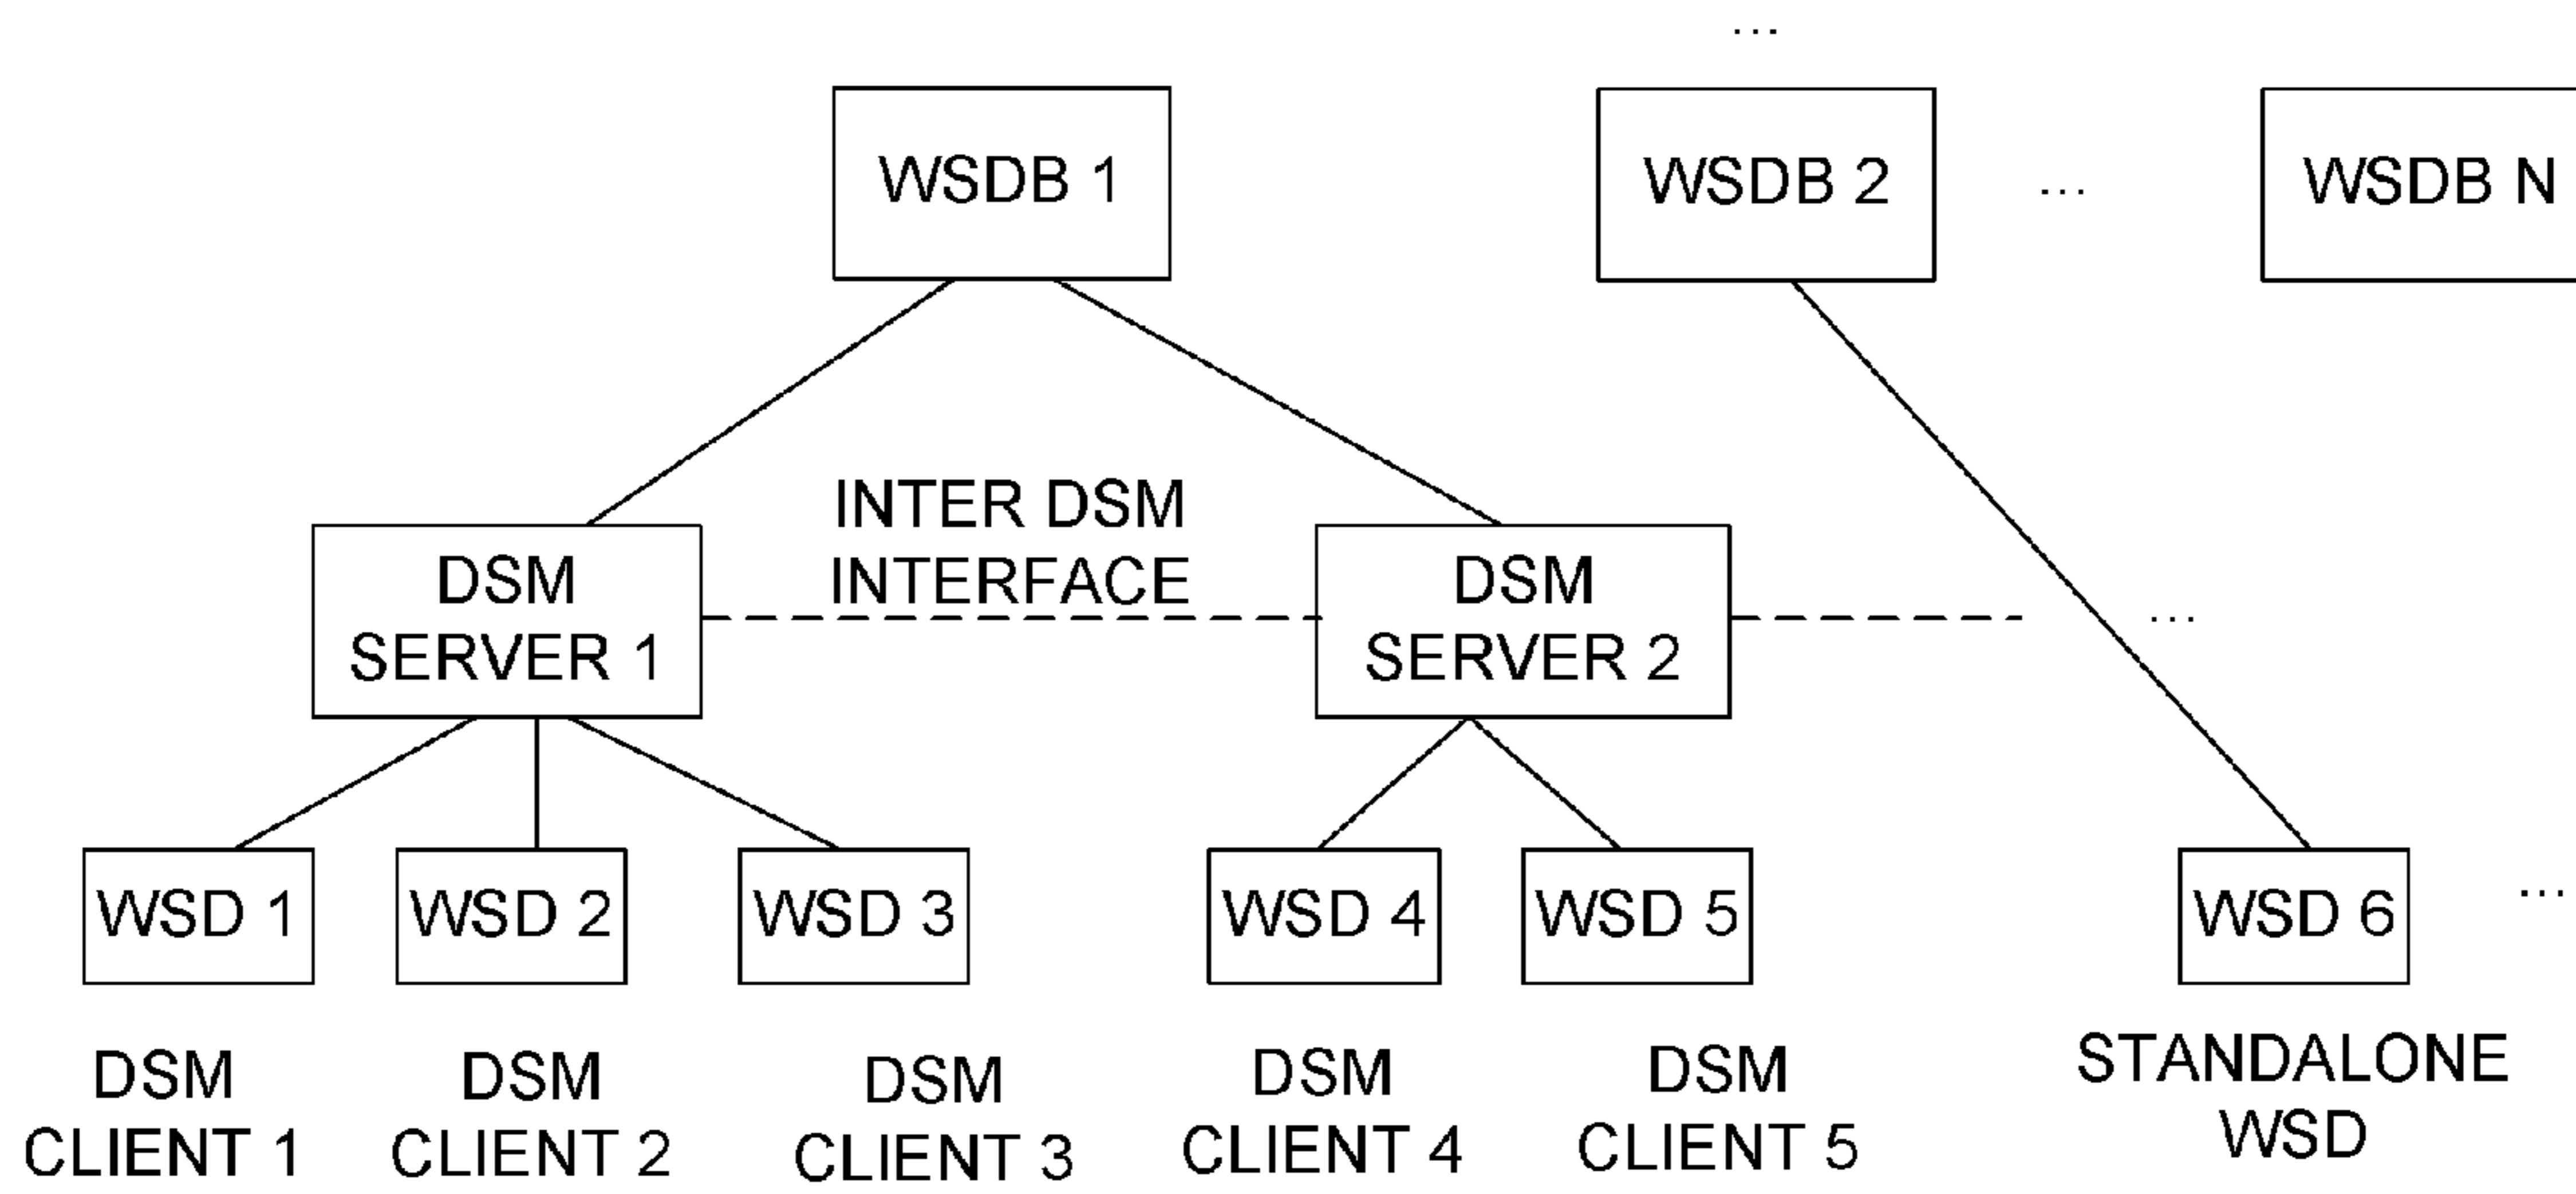 ...
WSDB 1
WSDB 2
...
WSDB N
INTER DSM
INTERFACE
DSM
SERVER 1
DSM
SERVER 2
...
WSD 1
WSD 2
WSD 3
WSD 4
WSD 5
WSD 6
...
DSM
CLIENT 1
DSM
CLIENT 2
DSM
CLIENT 3
DSM
CLIENT 4
DSM
CLIENT 5
STANDALONE
WSD